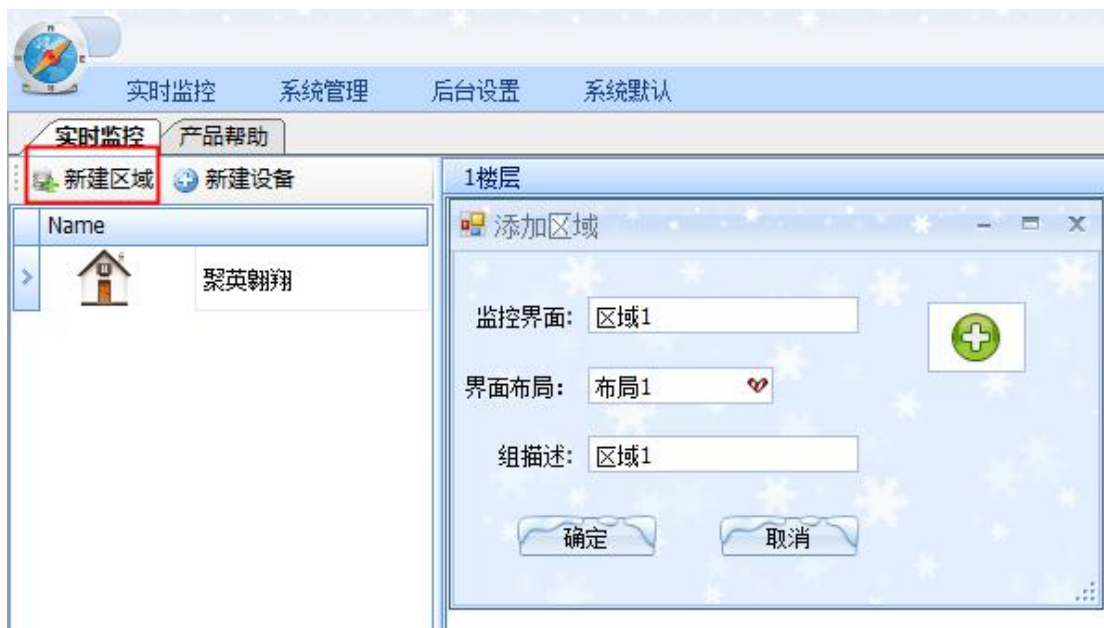 实时监控 系统管理 后台设置 系统默认
实时监控 产品帮助
新建区域 新建设备
Name
聚英翱翔
1楼层
添加区域
监控界面: 区域1
界面布局: 布局1
组描述: 区域1
确定 取消